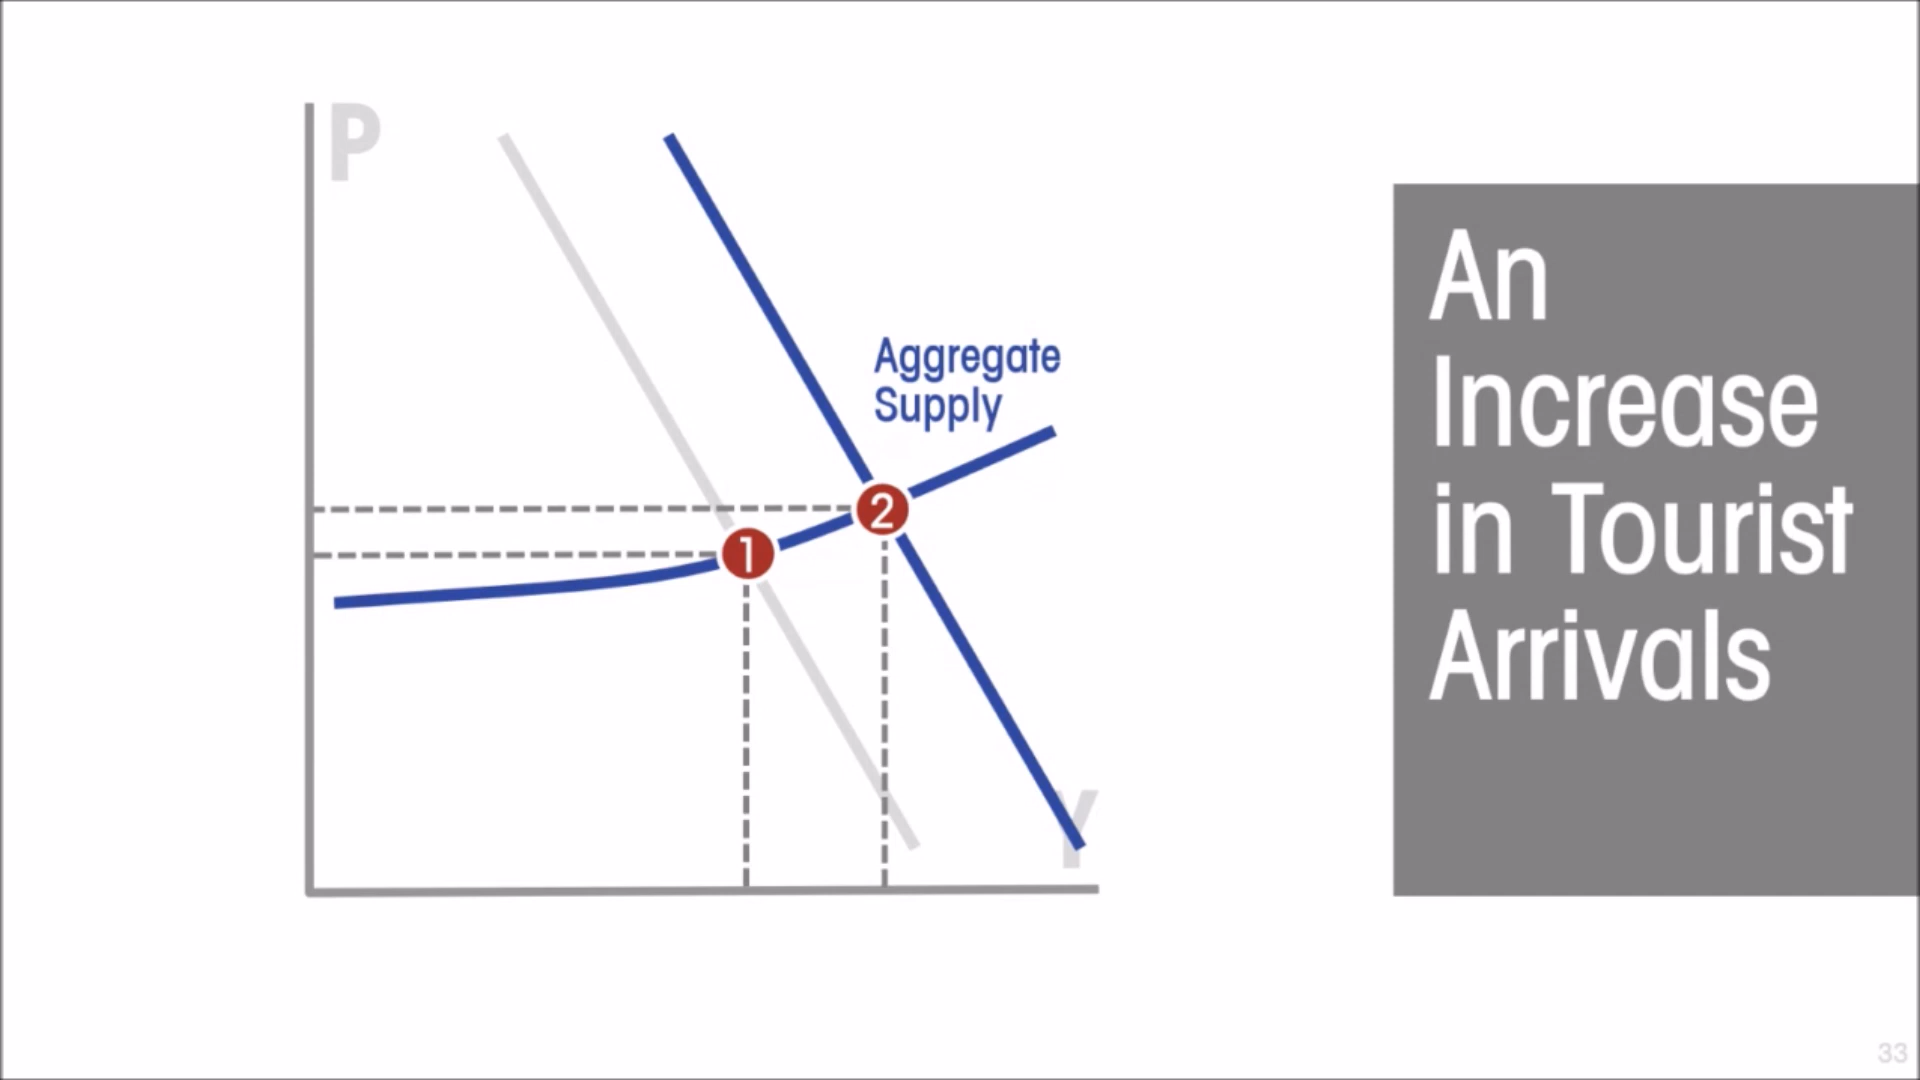 P
Aggregate
Supply
2
1
Y
An
Increase
in Tourist
Arrivals
33